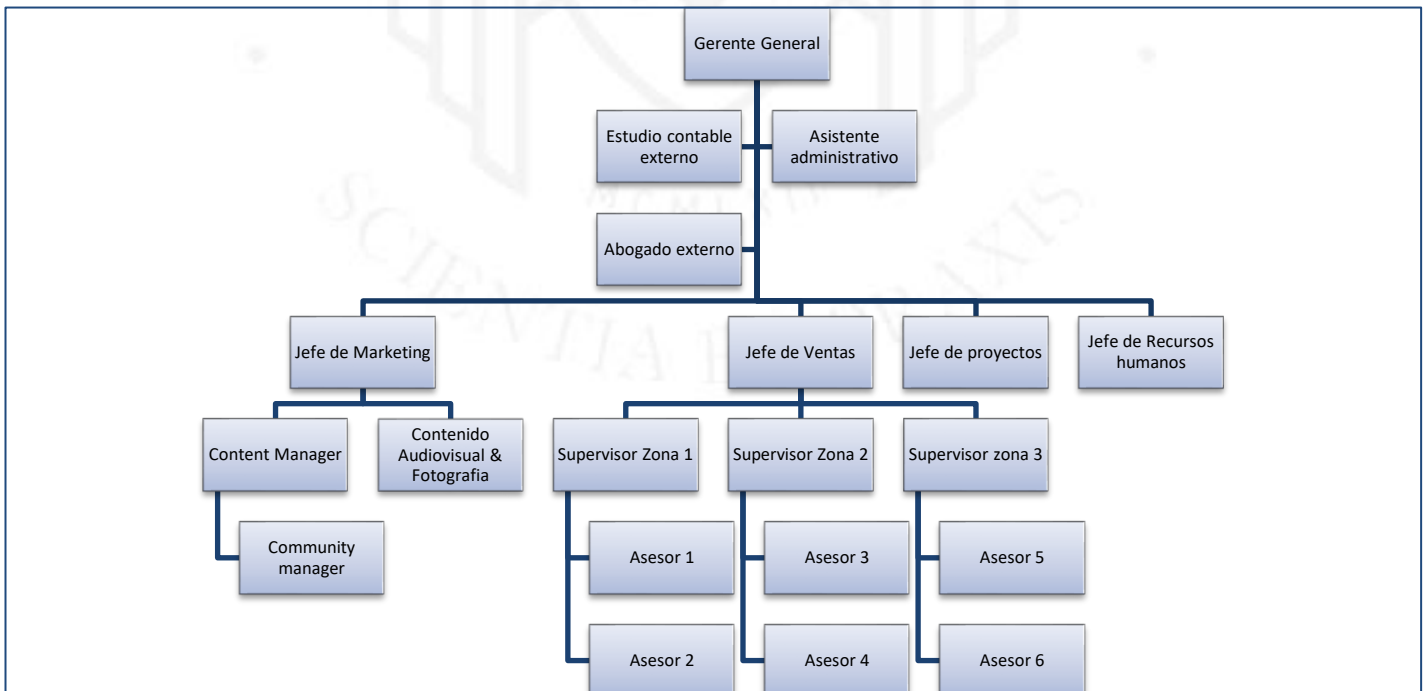 Gerente General
Estudio contable
externo
Asistente
administrativo
Abogado externo
Jefe de Marketing
Jefe de Ventas
Jefe de proyectos
Jefe de Recursos
humanos
Content Manager
Contenido
Audiovisual &
Fotografia
Supervisor Zona 1
Supervisor Zona 2
Supervisor zona 3
Community
manager
Asesor 1
Asesor 3
Asesor 5
Asesor 2
Asesor 4
Asesor 6
SCIENTIA E
PRAXIS